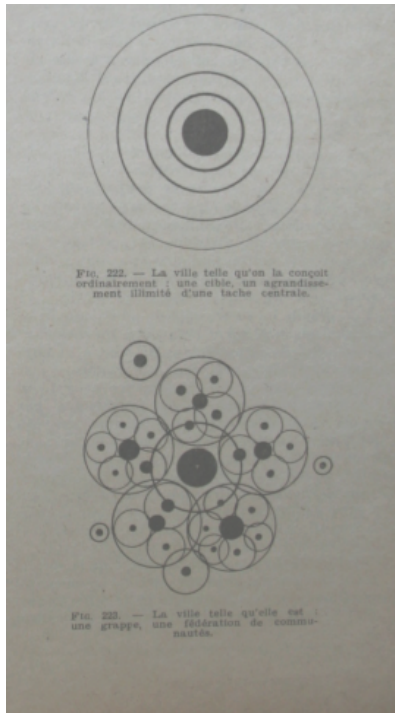 FIG. 222. — La ville telle qu'on la conçoit
ordinairement : une cible, un agrandisse-
ment illimité d'une tache centrale.
FIG. 223. — La ville telle qu'elle est :
une grappe, une fédération de commu-
nautés.